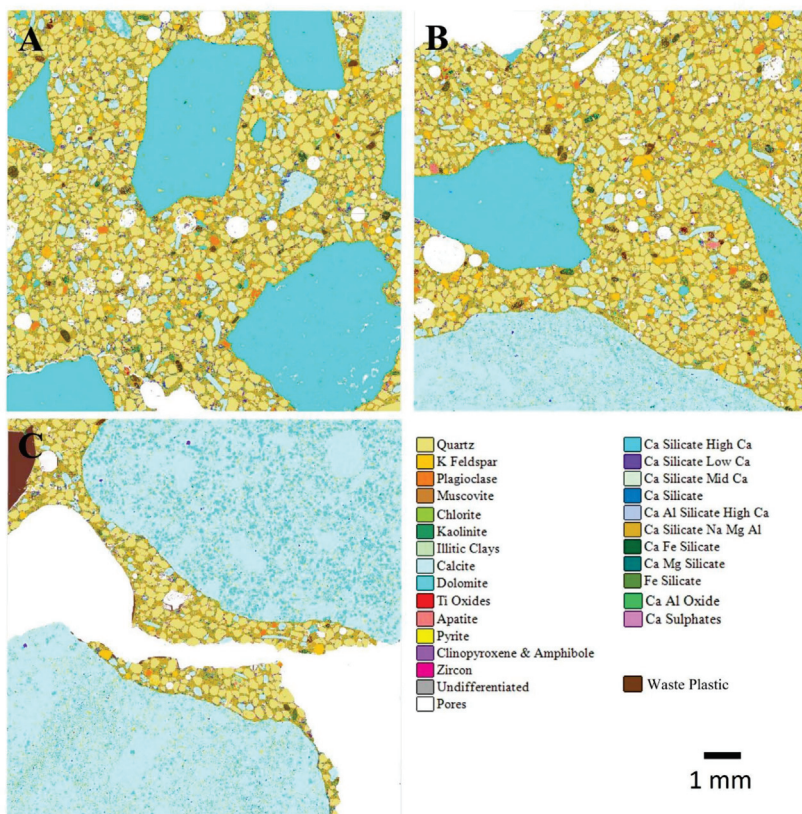 A
B
C
Quartz
K Feldspar
Plagioclase
Muscovite
Chlorite
Kaolinite
Illitic Clays
Calcite
Dolomite
Ti Oxides
Apatite
Pyrite
Clinopyroxene & Amphibole
Zircon
Undifferentiated
Pores
Ca Silicate High Ca
Ca Silicate Low Ca
Ca Silicate Mid Ca
Ca Silicate
Ca Al Silicate High Ca
Ca Silicate Na Mg Al
Ca Fe Silicate
Ca Mg Silicate
Fe Silicate
Ca Al Oxide
Ca Sulphates
Waste Plastic
1 mm